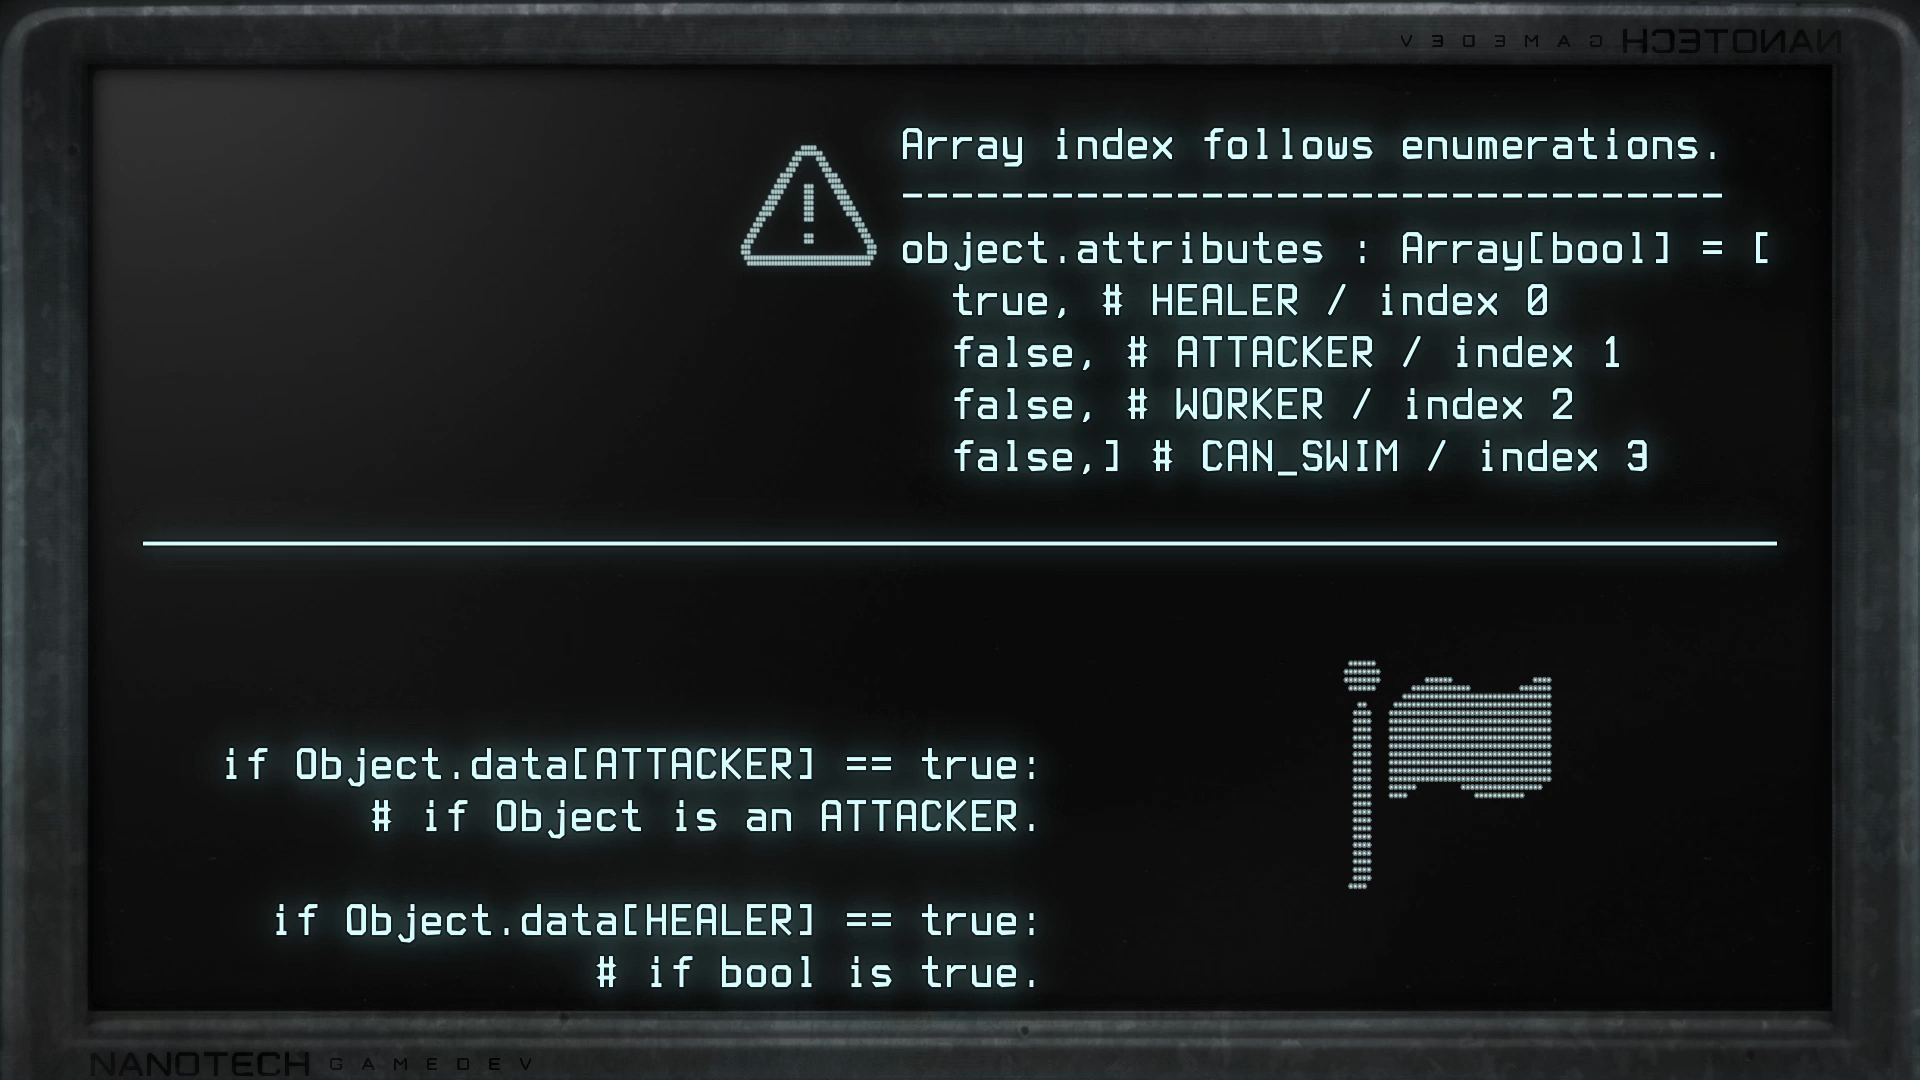 NANOTECH GAMEDEV
Array index follows enumerations.
---------------------------------
object.attributes : Array[bool] = [
true, # HEALER / index 0
false, # ATTACKER / index 1
false, # WORKER / index 2
false,] # CAN_SWIM / index 3
if Object.data[ATTACKER] == true:
# if Object is an ATTACKER.
if Object.data[HEALER] == true:
# if bool is true.
NANOTECH GAMEDEV